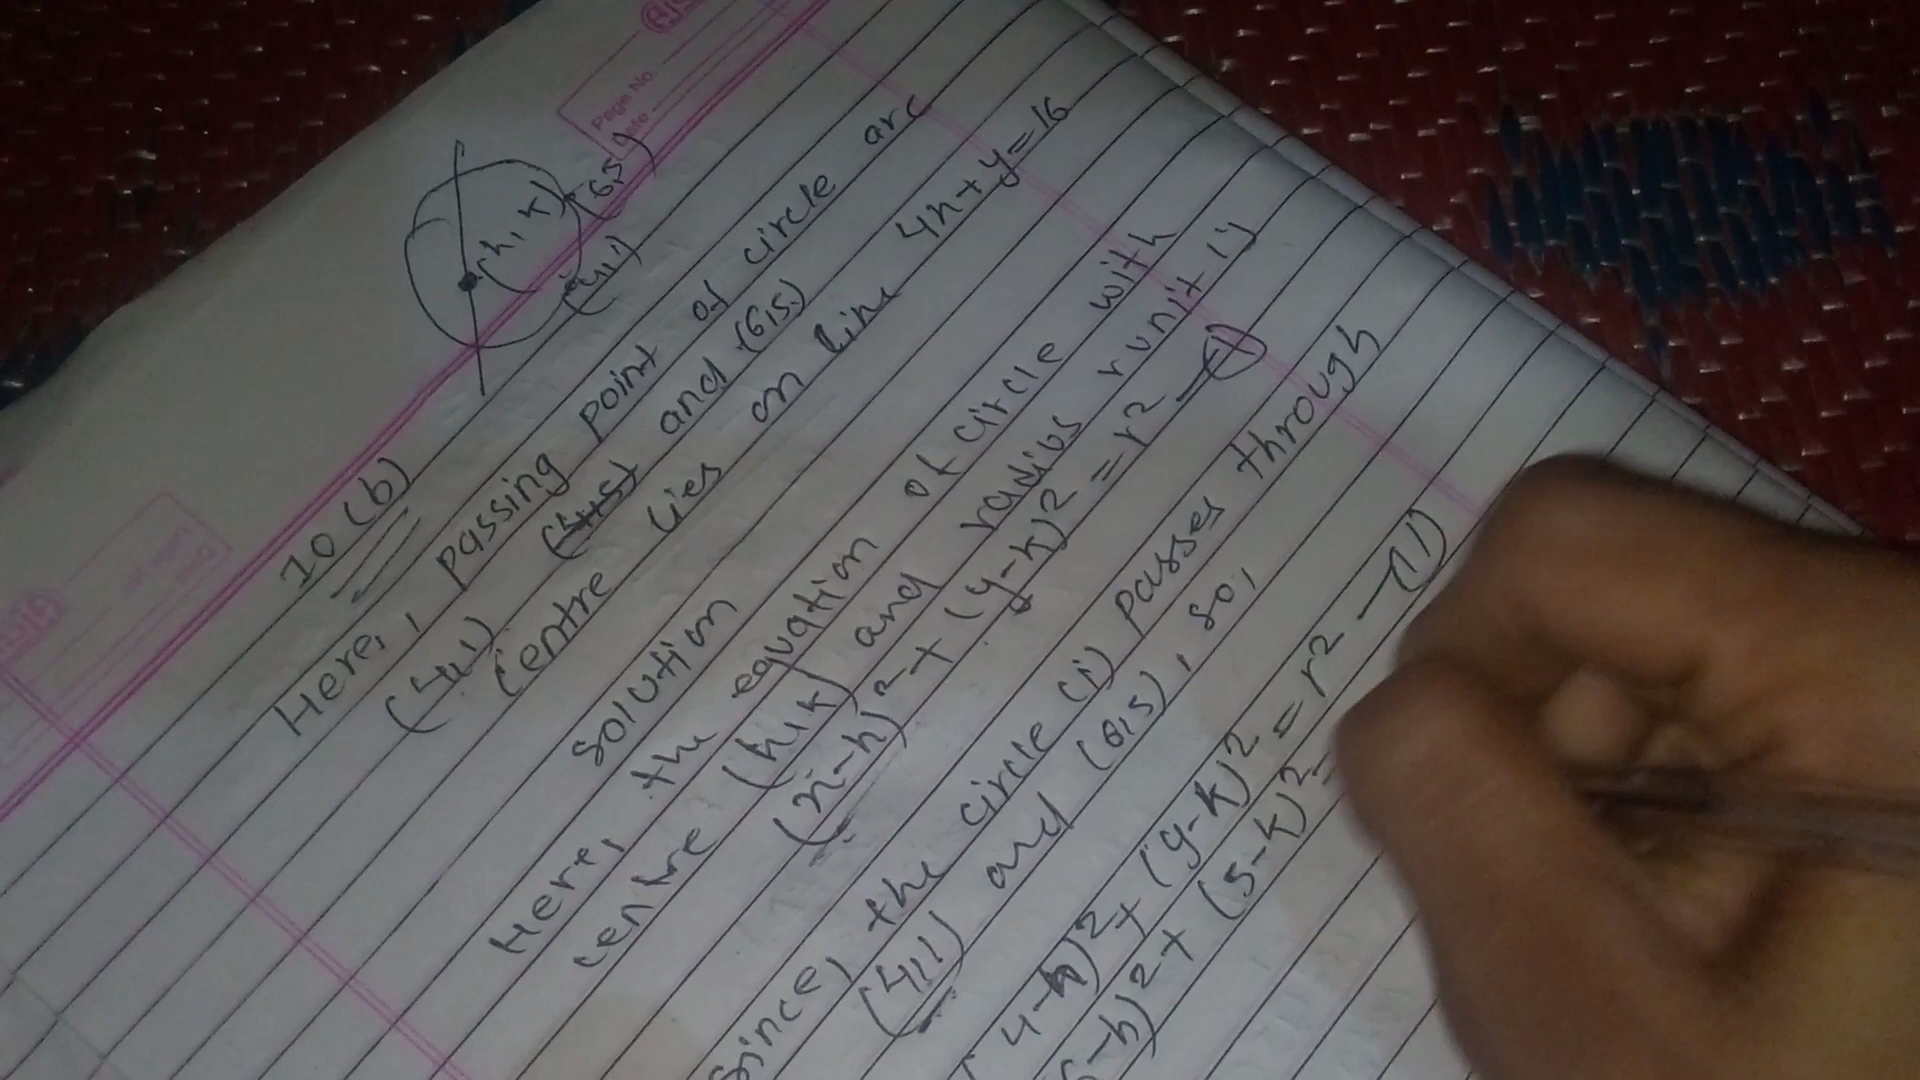 Page No.
(h, k)
(6,5)
(4,1)
10(b)
Here, passing point of circle are
(4,1) and (6,5)
Centre lies on line 4x+y=16
solution
Here, the equation of circle with
centre (h,k) and radius r unit is
(x-h)²+(y-k)²=r² —(i)
Since, the circle (i) passes through
(4,1) and (6,5), so,
(4-h)2+(y-k)2=r2 —(ii)
6-h)2+(5-k)2=